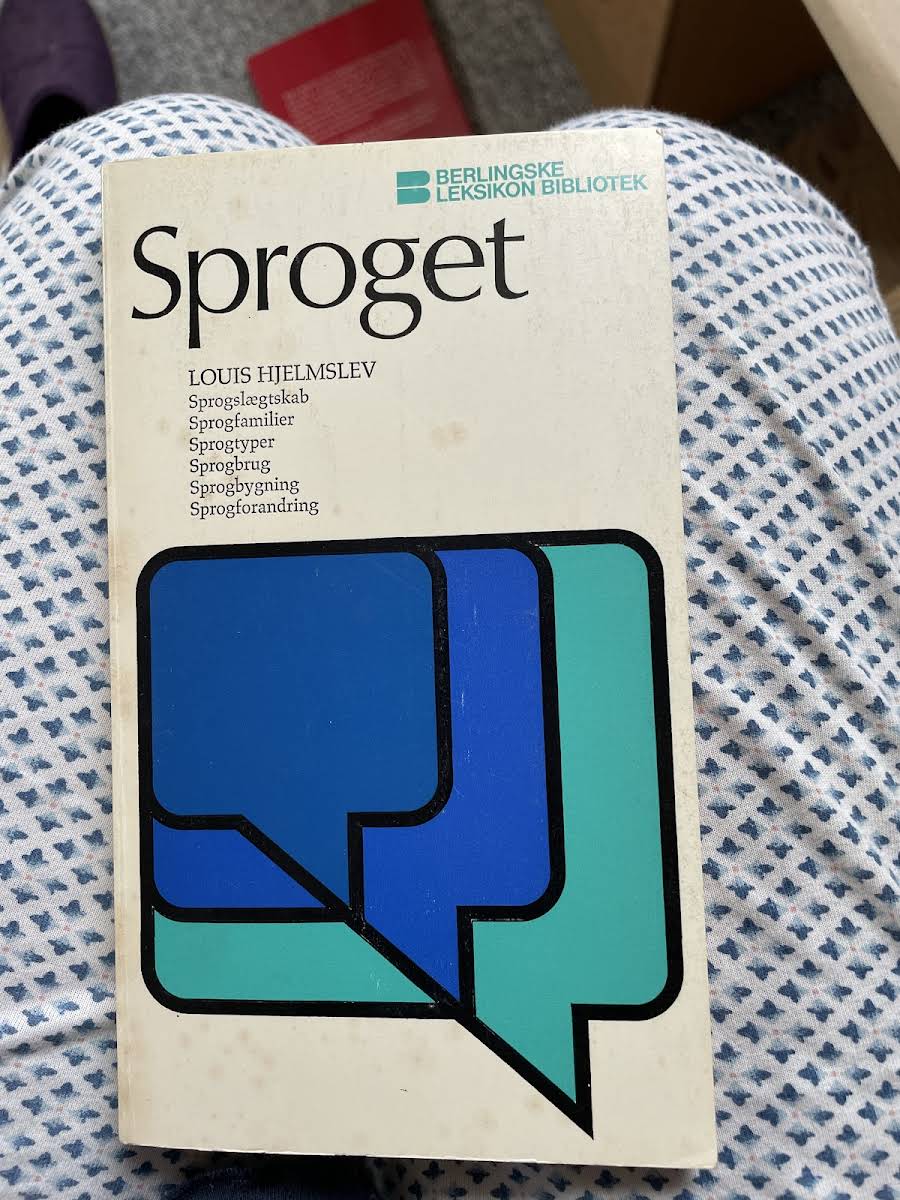 BERLINGSKE
LEKSIKON BIBLIOTEK
Sproget
LOUIS HJELMSLEV
Sprogslægtskab
Sprogfamilier
Sprogtyper
Sprogbrug
Sprogbygning
Sprogforandring